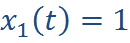 x₁(t) = 1